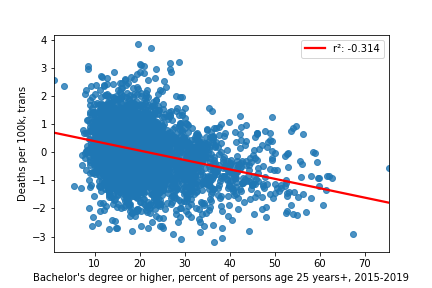 r²: -0.314
Deaths per 100k, trans
4
3
2
1
0
−1
−2
−3
10 20 30 40 50 60 70
Bachelor's degree or higher, percent of persons age 25 years+, 2015-2019